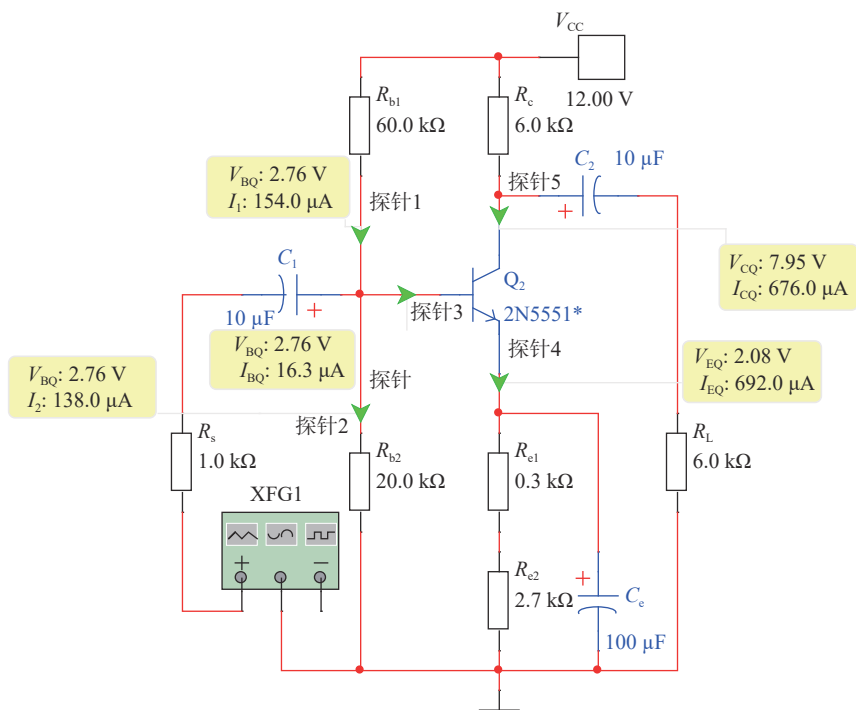 V_CC
12.00 V
R_b1
60.0 kΩ
R_c
6.0 kΩ
V_BQ: 2.76 V
I_1: 154.0 μA
探针1
探针5
C_2
10 μF
+
C_1
10 μF
+
探针3
Q_2
2N5551*
V_CQ: 7.95 V
I_CQ: 676.0 μA
V_BQ: 2.76 V
I_BQ: 16.3 μA
探针
探针4
V_EQ: 2.08 V
I_EQ: 692.0 μA
V_BQ: 2.76 V
I_2: 138.0 μA
探针2
R_s
1.0 kΩ
R_b2
20.0 kΩ
R_e1
0.3 kΩ
R_L
6.0 kΩ
XFG1
+
−
R_e2
2.7 kΩ
+
C_e
100 μF